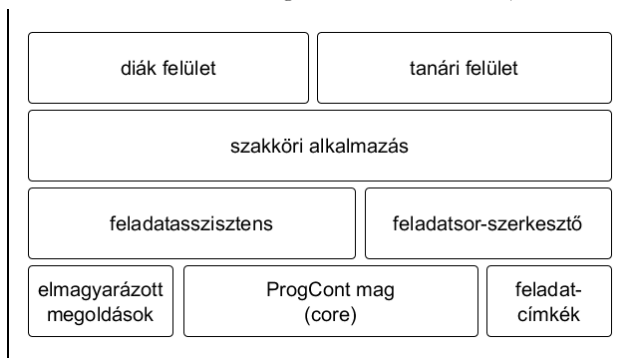 diák felület
tanári felület
szakköri alkalmazás
feladatasszisztens
feladatsor-szerkesztő
elmagyarázott
megoldások
ProgCont mag
(core)
feladat-
címkék